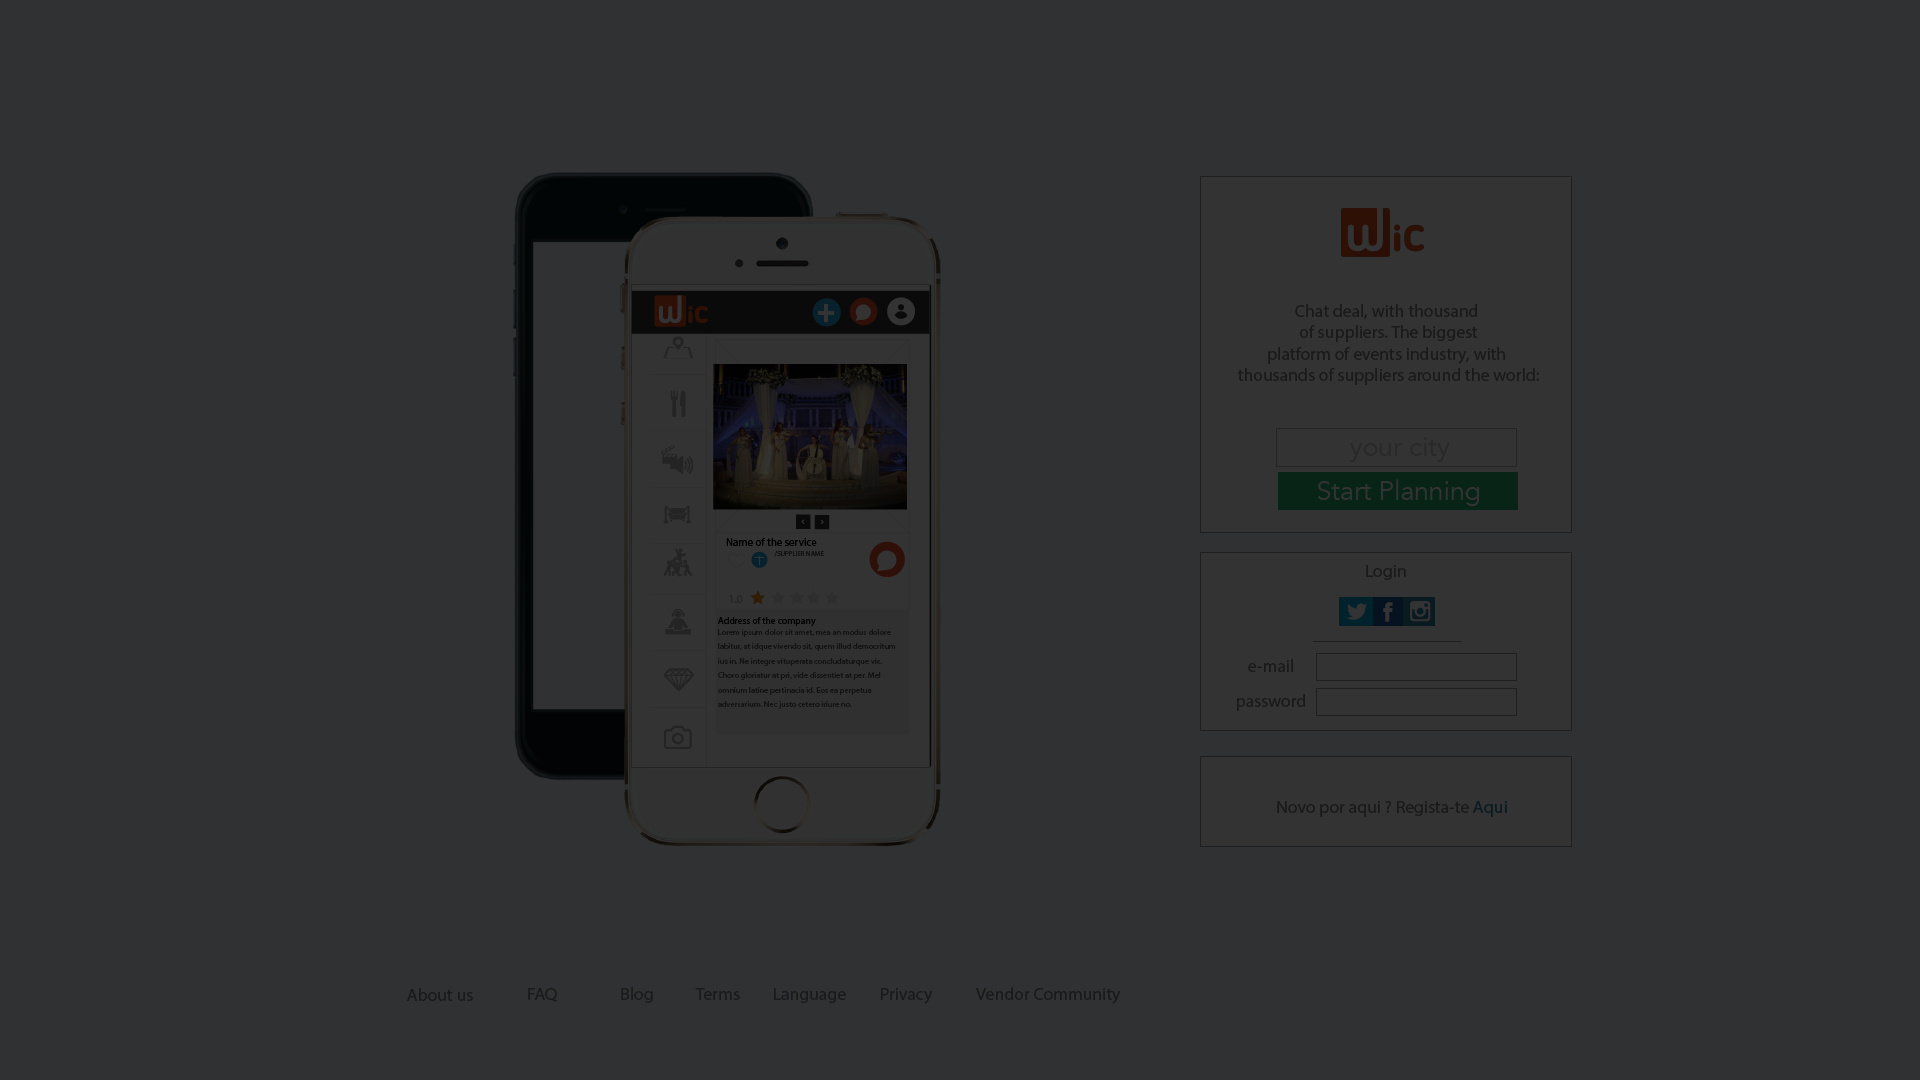 wic
Name of the service
/SUPPLIER NAME
1.0
Address of the company
Lorem ipsum dolor sit amet, mea an modus dolore
labitur, at idque vivendo sit, quem illud democritum
ius in. Ne integre vituperata concludaturque vis.
Choro gloriatur at pri, vide dissentiet at per. Mel
omnium latine pertinacia id. Eos ea perpetua
adversarium. Nec justo cetero iriure no
wic
Chat deal, with thousand
of suppliers. The biggest
platform of events industry, with
thousands of suppliers around the world:
your city
Start Planning
Login
e-mail
password
Novo por aqui ? Regista-te Aqui
About us FAQ Blog Terms Language Privacy Vendor Community